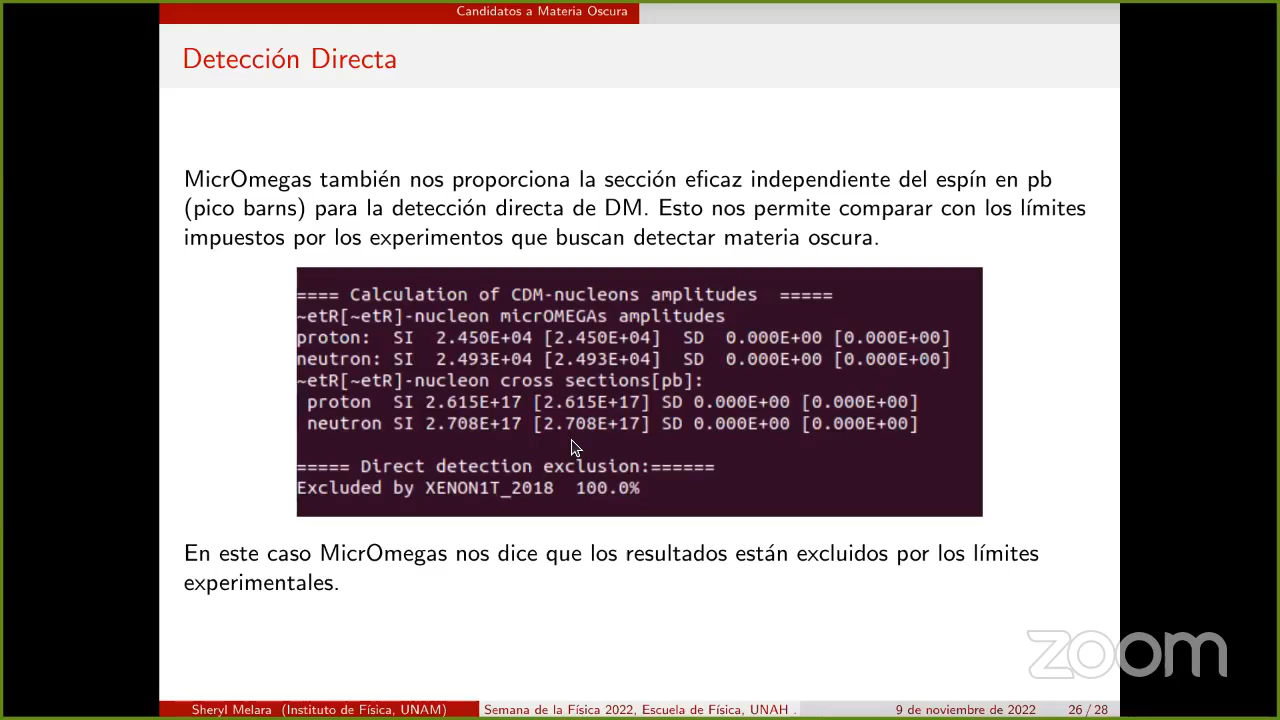 Candidatos a Materia Oscura
Detección Directa
MicrOmegas también nos proporciona la sección eficaz independiente del espín en pb
(pico barns) para la detección directa de DM. Esto nos permite comparar con los límites
impuestos por los experimentos que buscan detectar materia oscura.
==== Calculation of CDM-nucleons amplitudes =====
~etR[~etR]-nucleon micrOMEGAs amplitudes
proton: SI 2.450E+04 [2.450E+04] SD 0.000E+00 [0.000E+00]
neutron: SI 2.493E+04 [2.493E+04] SD 0.000E+00 [0.000E+00]
~etR[~etR]-nucleon cross sections[pb]:
proton SI 2.615E+17 [2.615E+17] SD 0.000E+00 [0.000E+00]
neutron SI 2.708E+17 [2.708E+17] SD 0.000E+00 [0.000E+00]
===== Direct detection exclusion:======
Excluded by XENON1T_2018 100.0%
En este caso MicrOmegas nos dice que los resultados están excluidos por los límites
experimentales.
zoom
Sheryl Melara (Instituto de Física, UNAM) Semana de la Física 2022, Escuela de Física, UNAH . 9 de noviembre de 2022 26 / 28